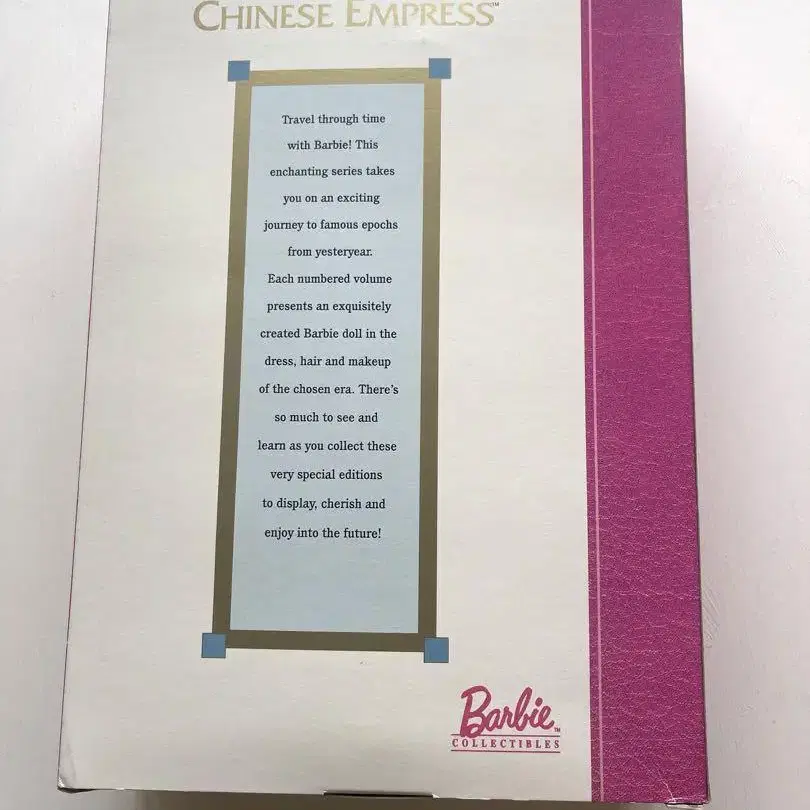 CHINESE EMPRESS™
Travel through time
with Barbie! This
enchanting series takes
you on an exciting
journey to famous epochs
from yesteryear.
Each numbered volume
presents an exquisitely
created Barbie doll in the
dress, hair and makeup
of the chosen era. There's
so much to see and
learn as you collect these
very special editions
to display, cherish and
enjoy into the future!
Barbie™
COLLECTIBLES